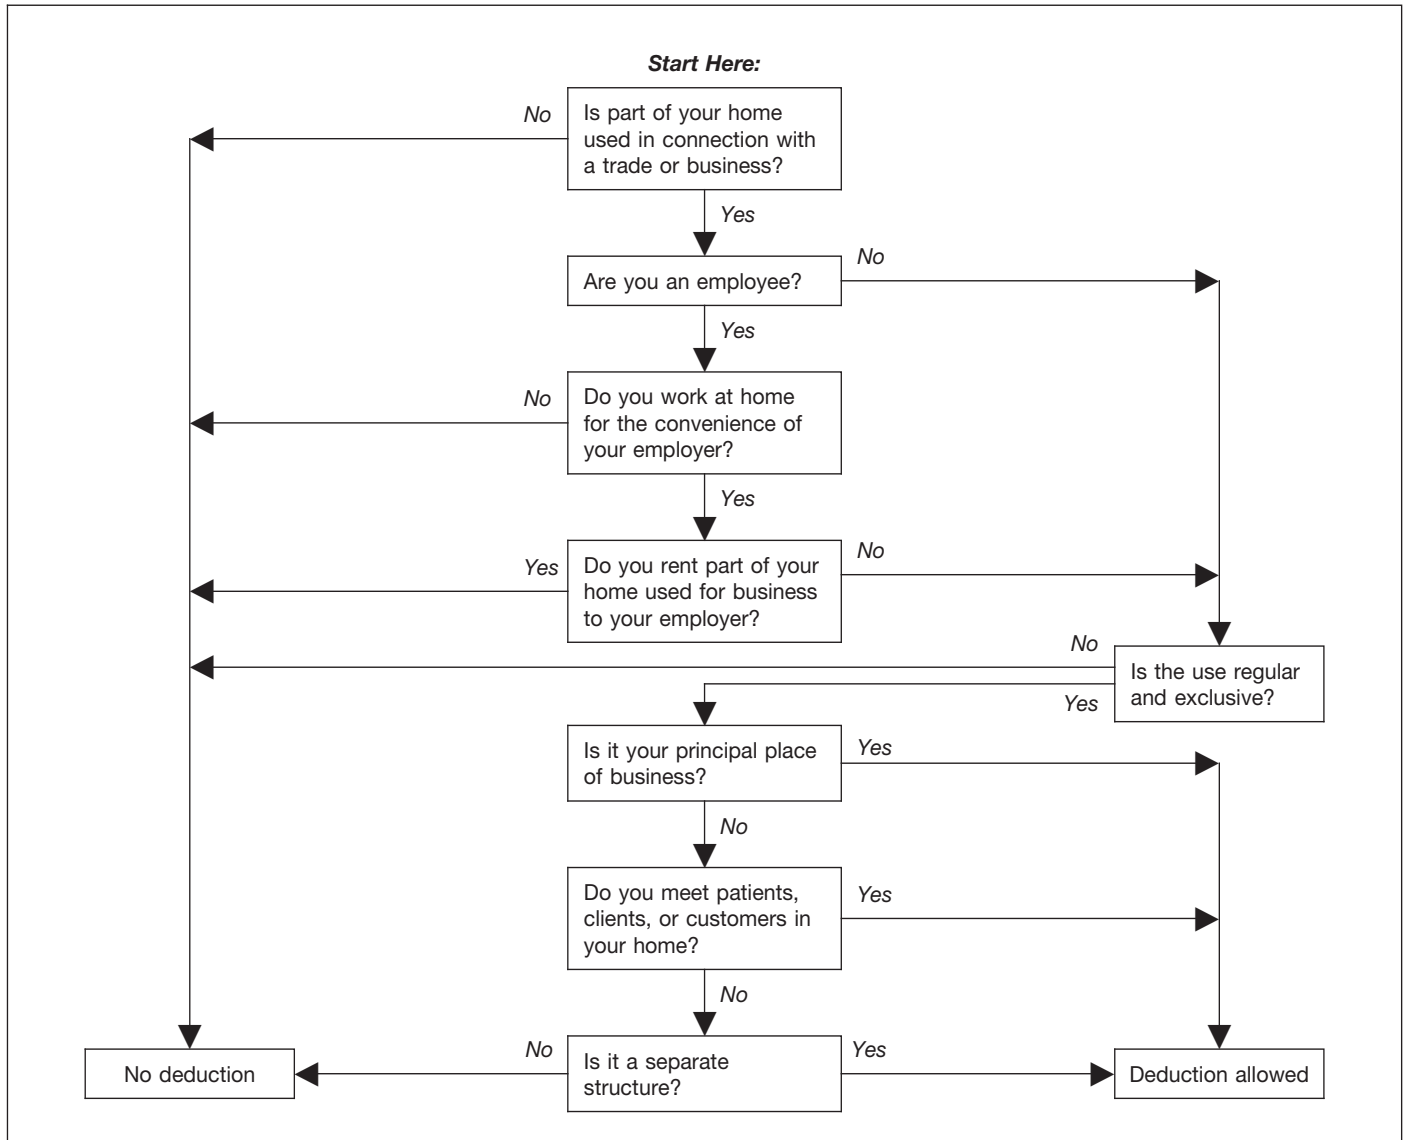 Start Here:
No
Is part of your home
used in connection with
a trade or business?
Yes
Are you an employee?
No
Yes
No
Do you work at home
for the convenience of
your employer?
Yes
Yes
Do you rent part of your
home used for business
to your employer?
No
No
Is the use regular
and exclusive?
Yes
Is it your principal place
of business?
Yes
No
Do you meet patients,
clients, or customers in
your home?
Yes
No
No
Is it a separate
structure?
Yes
No deduction
Deduction allowed